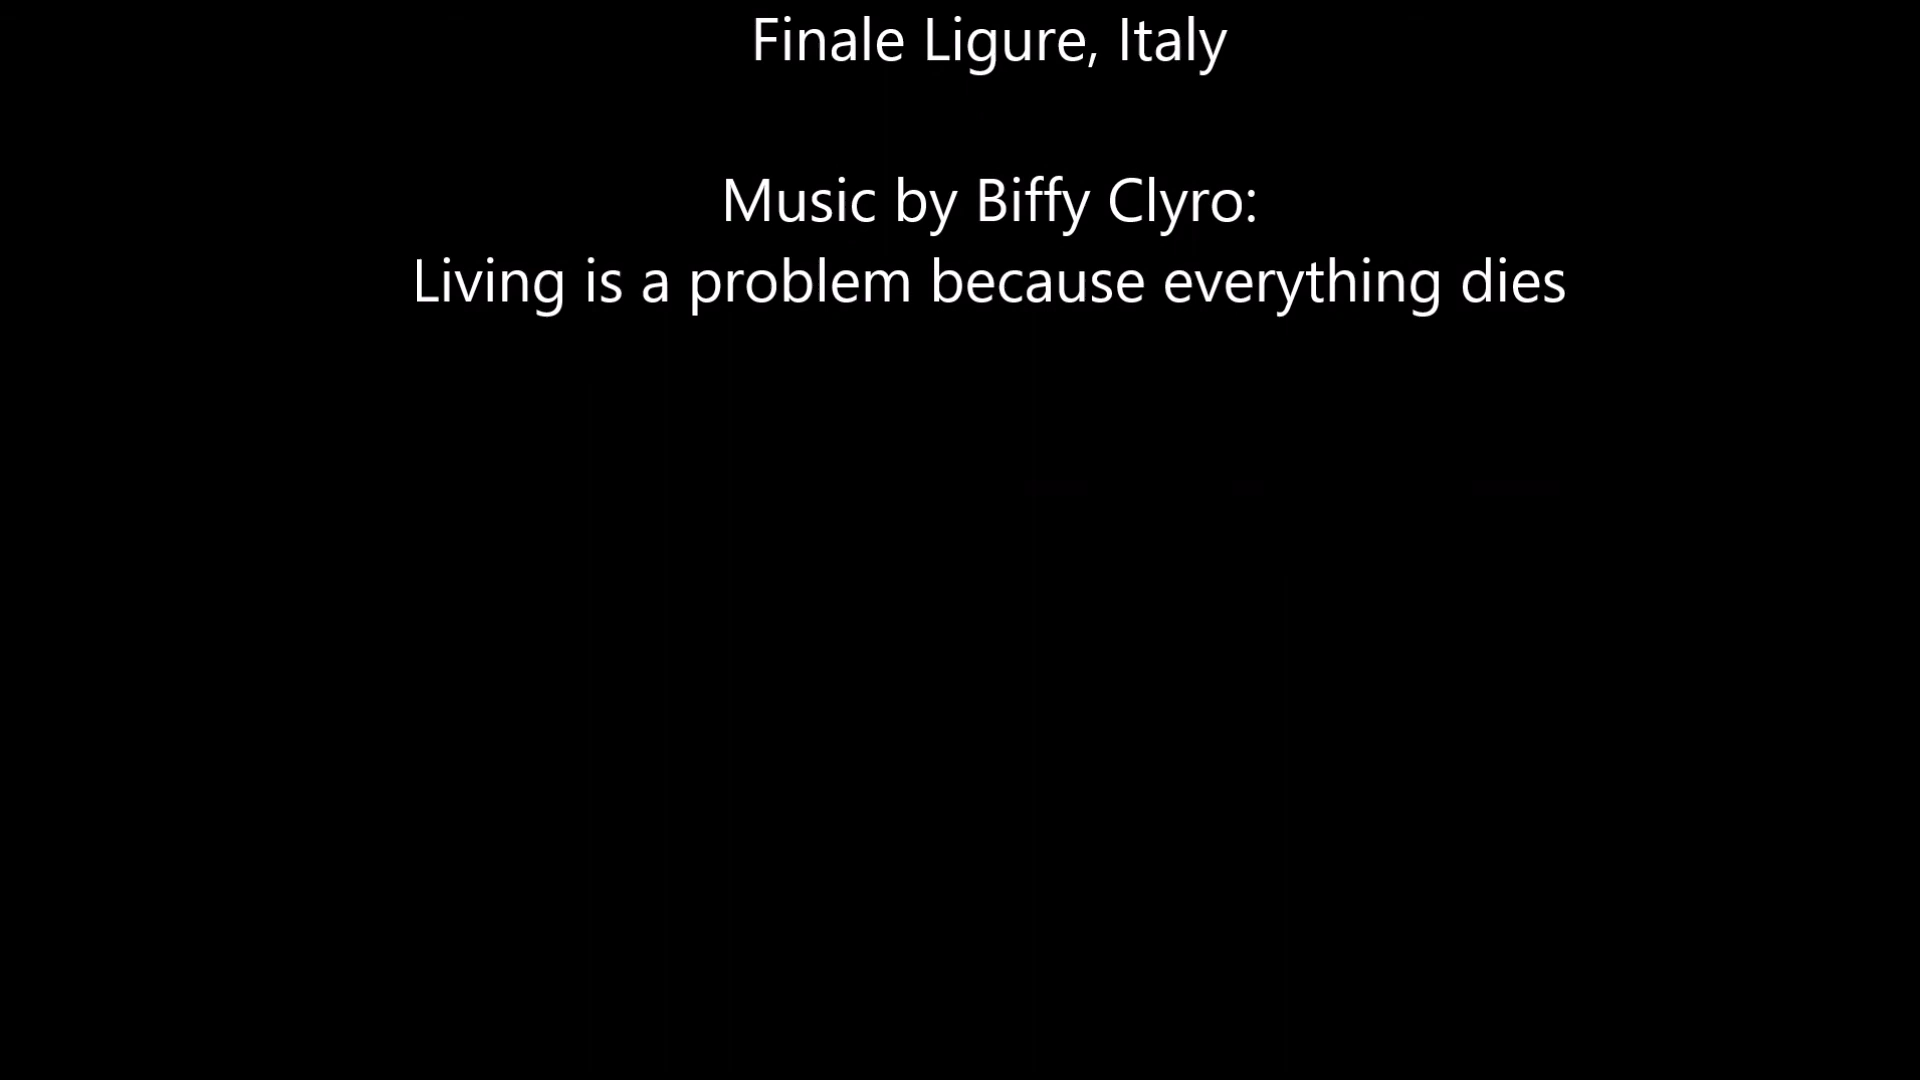 Finale Ligure, Italy
Music by Biffy Clyro:
Living is a problem because everything dies